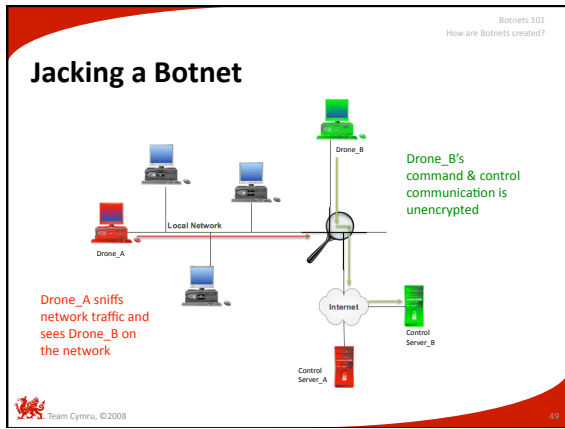 Botnets 101
How are Botnets created?
Jacking a Botnet
Drone_B
Drone_B's
command & control
communication is
unencrypted
Local Network
Drone_A
Drone_A sniffs
network traffic and
sees Drone_B on
the network
Internet
Control
Server_B
Control
Server_A
Team Cymru, ©2008
49